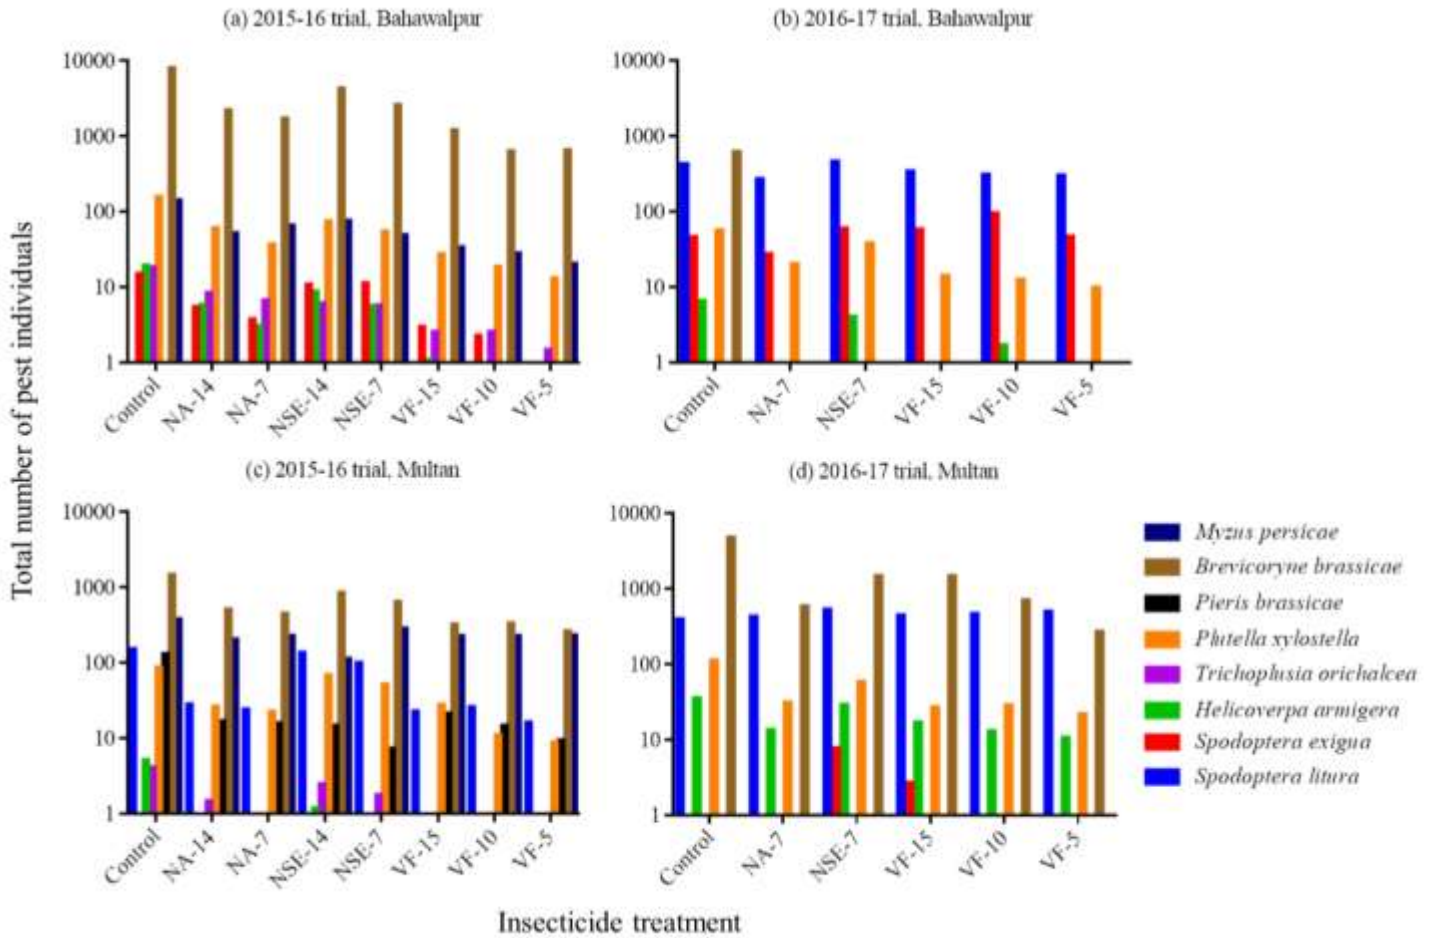 (a) 2015-16 trial, Bahawalpur
10000
1000
100
10
1
Control
NA-14
NA-7
NSE-14
NSE-7
VF-15
VF-10
VF-5
(b) 2016-17 trial, Bahawalpur
10000
1000
100
10
1
Control
NA-7
NSE-7
VF-15
VF-10
VF-5
Total number of pest individuals
(c) 2015-16 trial, Multan
10000
1000
100
10
1
Control
NA-14
NA-7
NSE-14
NSE-7
VF-15
VF-10
VF-5
(d) 2016-17 trial, Multan
10000
1000
100
10
1
Control
NA-7
NSE-7
VF-15
VF-10
VF-5
Myzus persicae
Brevicoryne brassicae
Pieris brassicae
Plutella xylostella
Trichoplusia orichalcea
Helicoverpa armigera
Spodoptera exigua
Spodoptera litura
Insecticide treatment